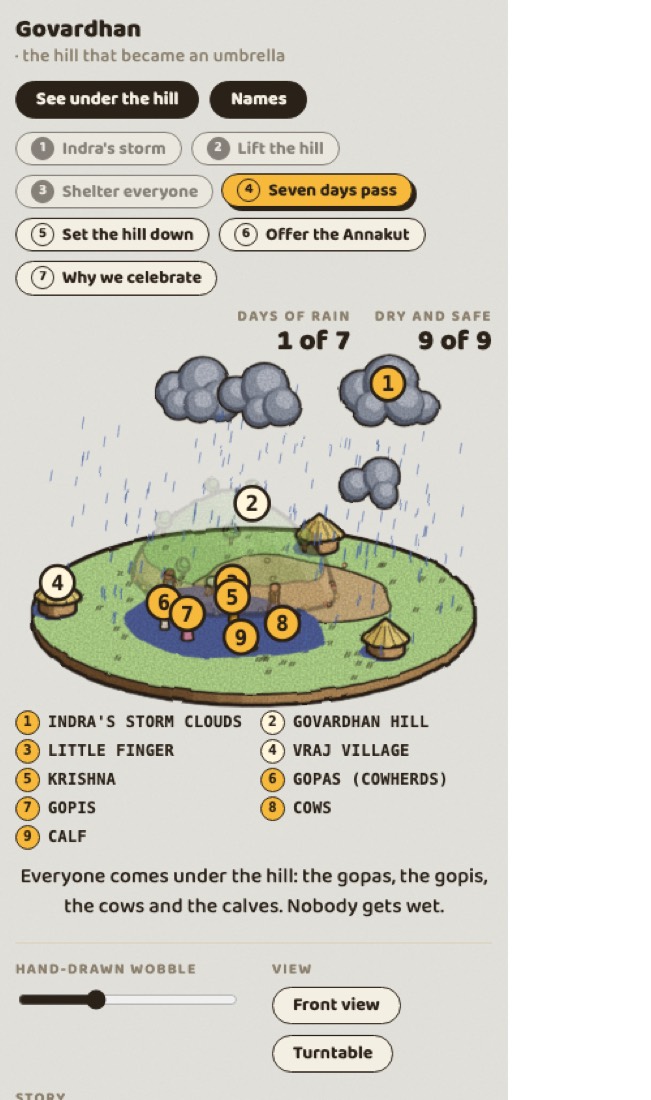 Govardhan
· the hill that became an umbrella
See under the hill Names
1 Indra's storm 2 Lift the hill
3 Shelter everyone 4 Seven days pass
5 Set the hill down 6 Offer the Annakut
7 Why we celebrate
DAYS OF RAIN DRY AND SAFE
1 of 7 9 of 9
1
2
4
6 7 5 8
9
1 INDRA'S STORM CLOUDS 2 GOVARDHAN HILL
3 LITTLE FINGER 4 VRAJ VILLAGE
5 KRISHNA 6 GOPAS (COWHERDS)
7 GOPIS 8 COWS
9 CALF
Everyone comes under the hill: the gopas, the gopis,
the cows and the calves. Nobody gets wet.
HAND-DRAWN WOBBLE VIEW
Front view
Turntable
STORY